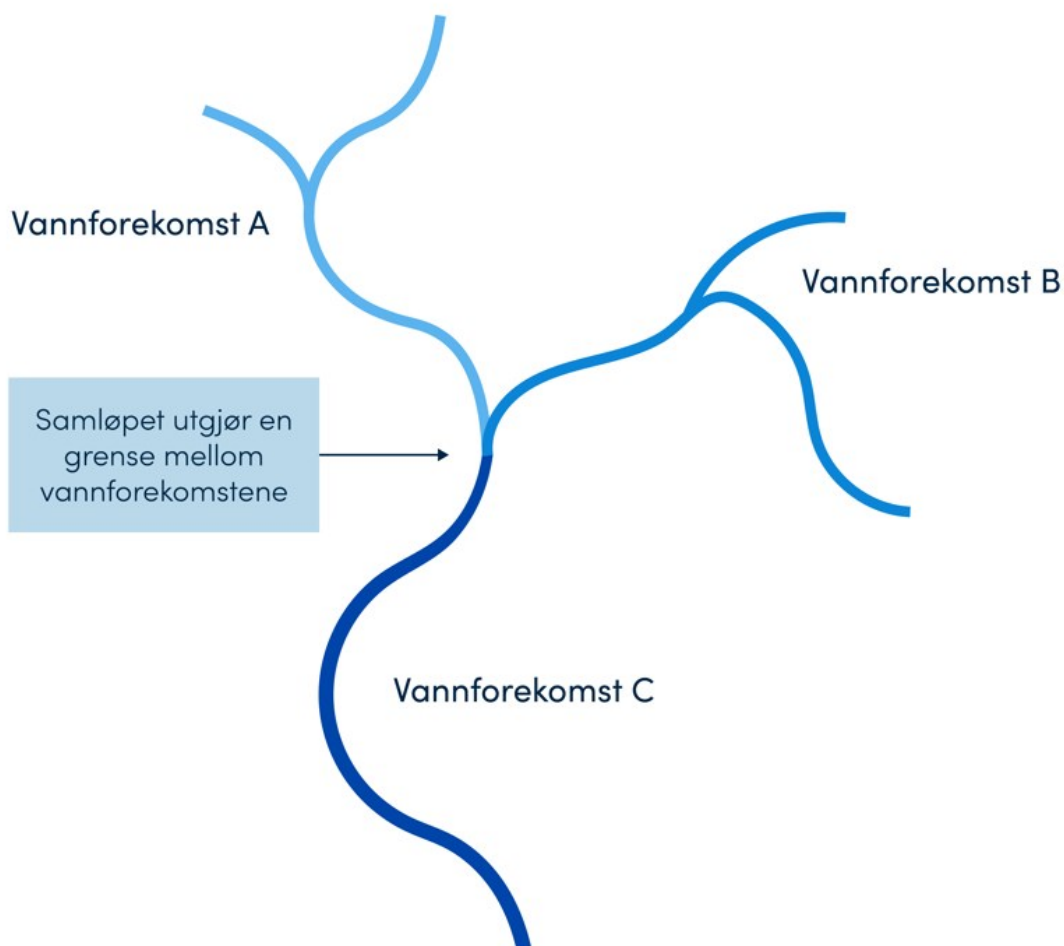 Vannforekomst A
Vannforekomst B
Samløpet utgjør en
grense mellom
vannforekomstene
Vannforekomst C